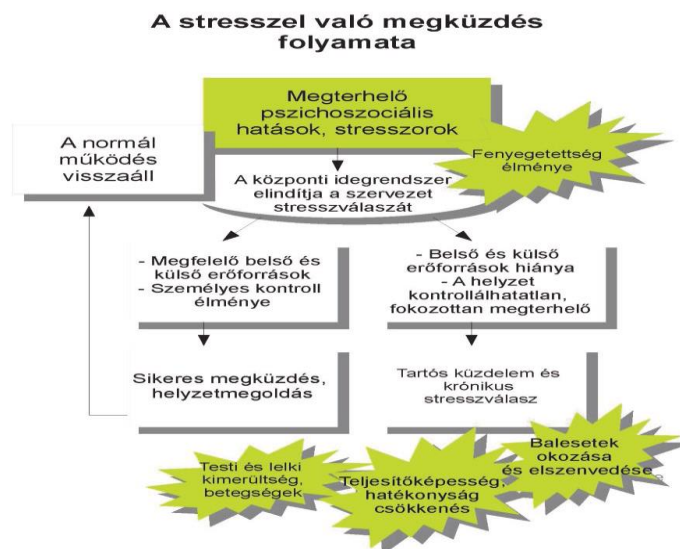 A stresszel való megküzdés
folyamata
Megterhelő
pszichoszociális
hatások, stresszorok
Fenyegetettség
élménye
A normál
működés
visszaáll
A központi idegrendszer
elindítja a szervezet
stresszválaszát
- Megfelelő belső és
külső erőforrások
- Személyes kontroll
élménye
- Belső és külső
erőforrások hiánya
- A helyzet
kontrollálhatatlan,
fokozottan megterhelő
Sikeres megküzdés,
helyzetmegoldás
Tartós küzdelem és
krónikus
stresszválasz
Testi és lelki
kimerültség,
betegségek
Teljesítőképesség,
hatékonyság
csökkenés
Balesetek
okozása
és elszenvedése